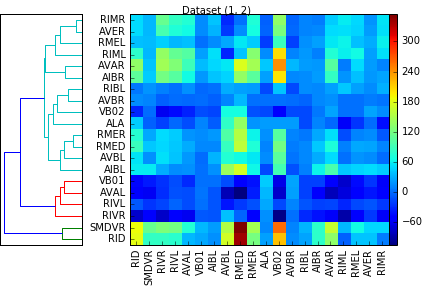 Dataset (1, 2)
RIMR
AVER
RMEL
RIML
AVAR
AIBR
RIBL
AVBR
VB02
ALA
RMER
RMED
AVBL
AIBL
VB01
AVAL
RIVL
RIVR
SMDVR
RID
300
240
180
120
60
0
−60
RID
SMDVR
RIVR
RIVL
AVAL
VB01
AIBL
AVBL
RMED
RMER
ALA
VB02
AVBR
RIBL
AIBR
AVAR
RIML
RMEL
AVER
RIMR